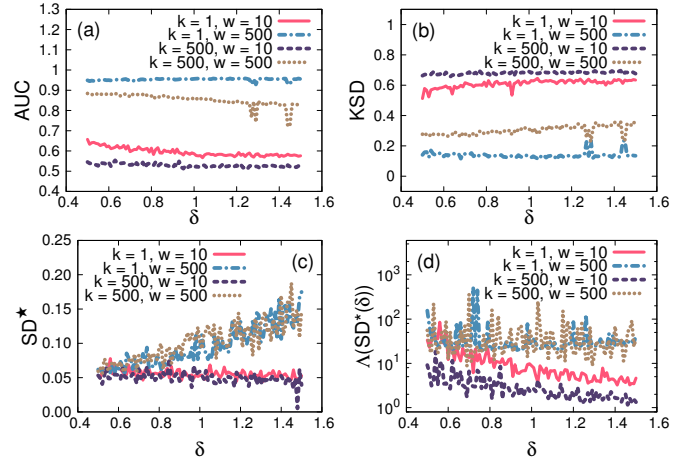 (a)
k = 1, w = 10
k = 1, w = 500
k = 500, w = 10
k = 500, w = 500
AUC
1.3
1.2
1.1
1
0.9
0.8
0.7
0.6
0.5
0.4
0.4 0.6 0.8 1 1.2 1.4 1.6
δ
(b)
k = 1, w = 10
k = 1, w = 500
k = 500, w = 10
k = 500, w = 500
KSD
1
0.8
0.6
0.4
0.2
0
0.4 0.6 0.8 1 1.2 1.4 1.6
δ
k = 1, w = 10
k = 1, w = 500
k = 500, w = 10
k = 500, w = 500
(c)
SD★
0.25
0.20
0.15
0.10
0.05
0.00
0.4 0.6 0.8 1 1.2 1.4 1.6
δ
k = 1, w = 10
k = 1, w = 500
k = 500, w = 10
k = 500, w = 500
(d)
Λ(SD*(δ))
10³
10²
10¹
10⁰
0.4 0.6 0.8 1 1.2 1.4 1.6
δ